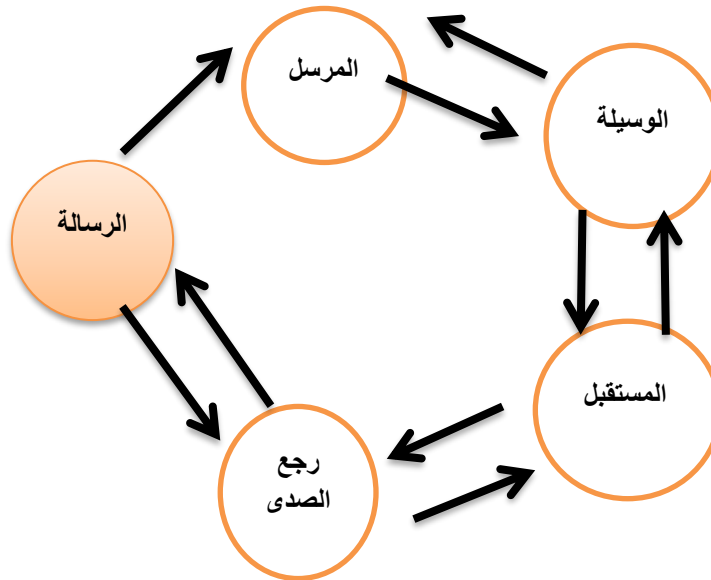 المرسل
الوسيلة
الرسالة
المستقبل
رجع
الصدى